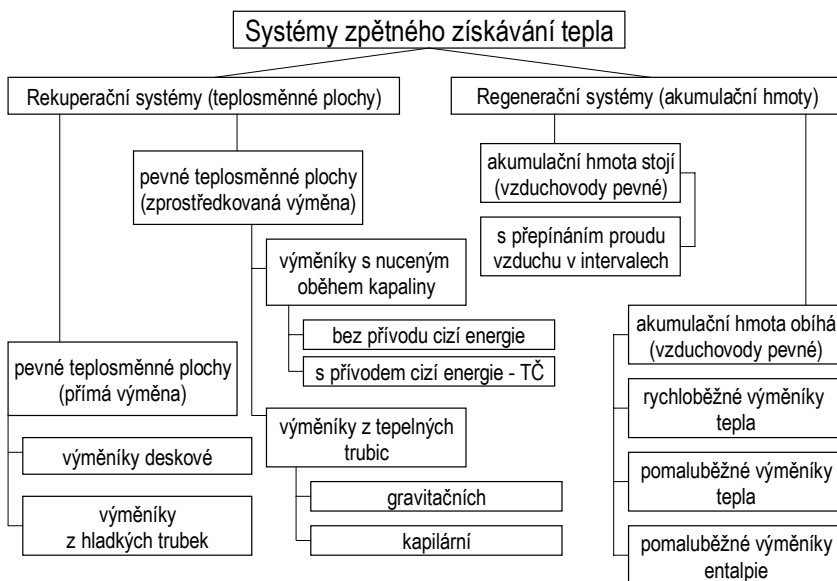 Systémy zpětného získávání tepla
Rekuperační systémy (teplosměnné plochy)
Regenerační systémy (akumulační hmoty)
pevné teplosměnné plochy
(zprostředkovaná výměna)
výměníky s nuceným
oběhem kapaliny
bez přívodu cizí energie
s přívodem cizí energie - TČ
pevné teplosměnné plochy
(přímá výměna)
výměníky deskové
výměníky
z hladkých trubek
výměníky z tepelných
trubic
gravitačních
kapilární
akumulační hmota stojí
(vzduchovody pevné)
s přepínáním proudu
vzduchu v intervalech
akumulační hmota obíhá
(vzduchovody pevné)
rychloběžné výměníky
tepla
pomaluběžné výměníky
tepla
pomaluběžné výměníky
entalpie